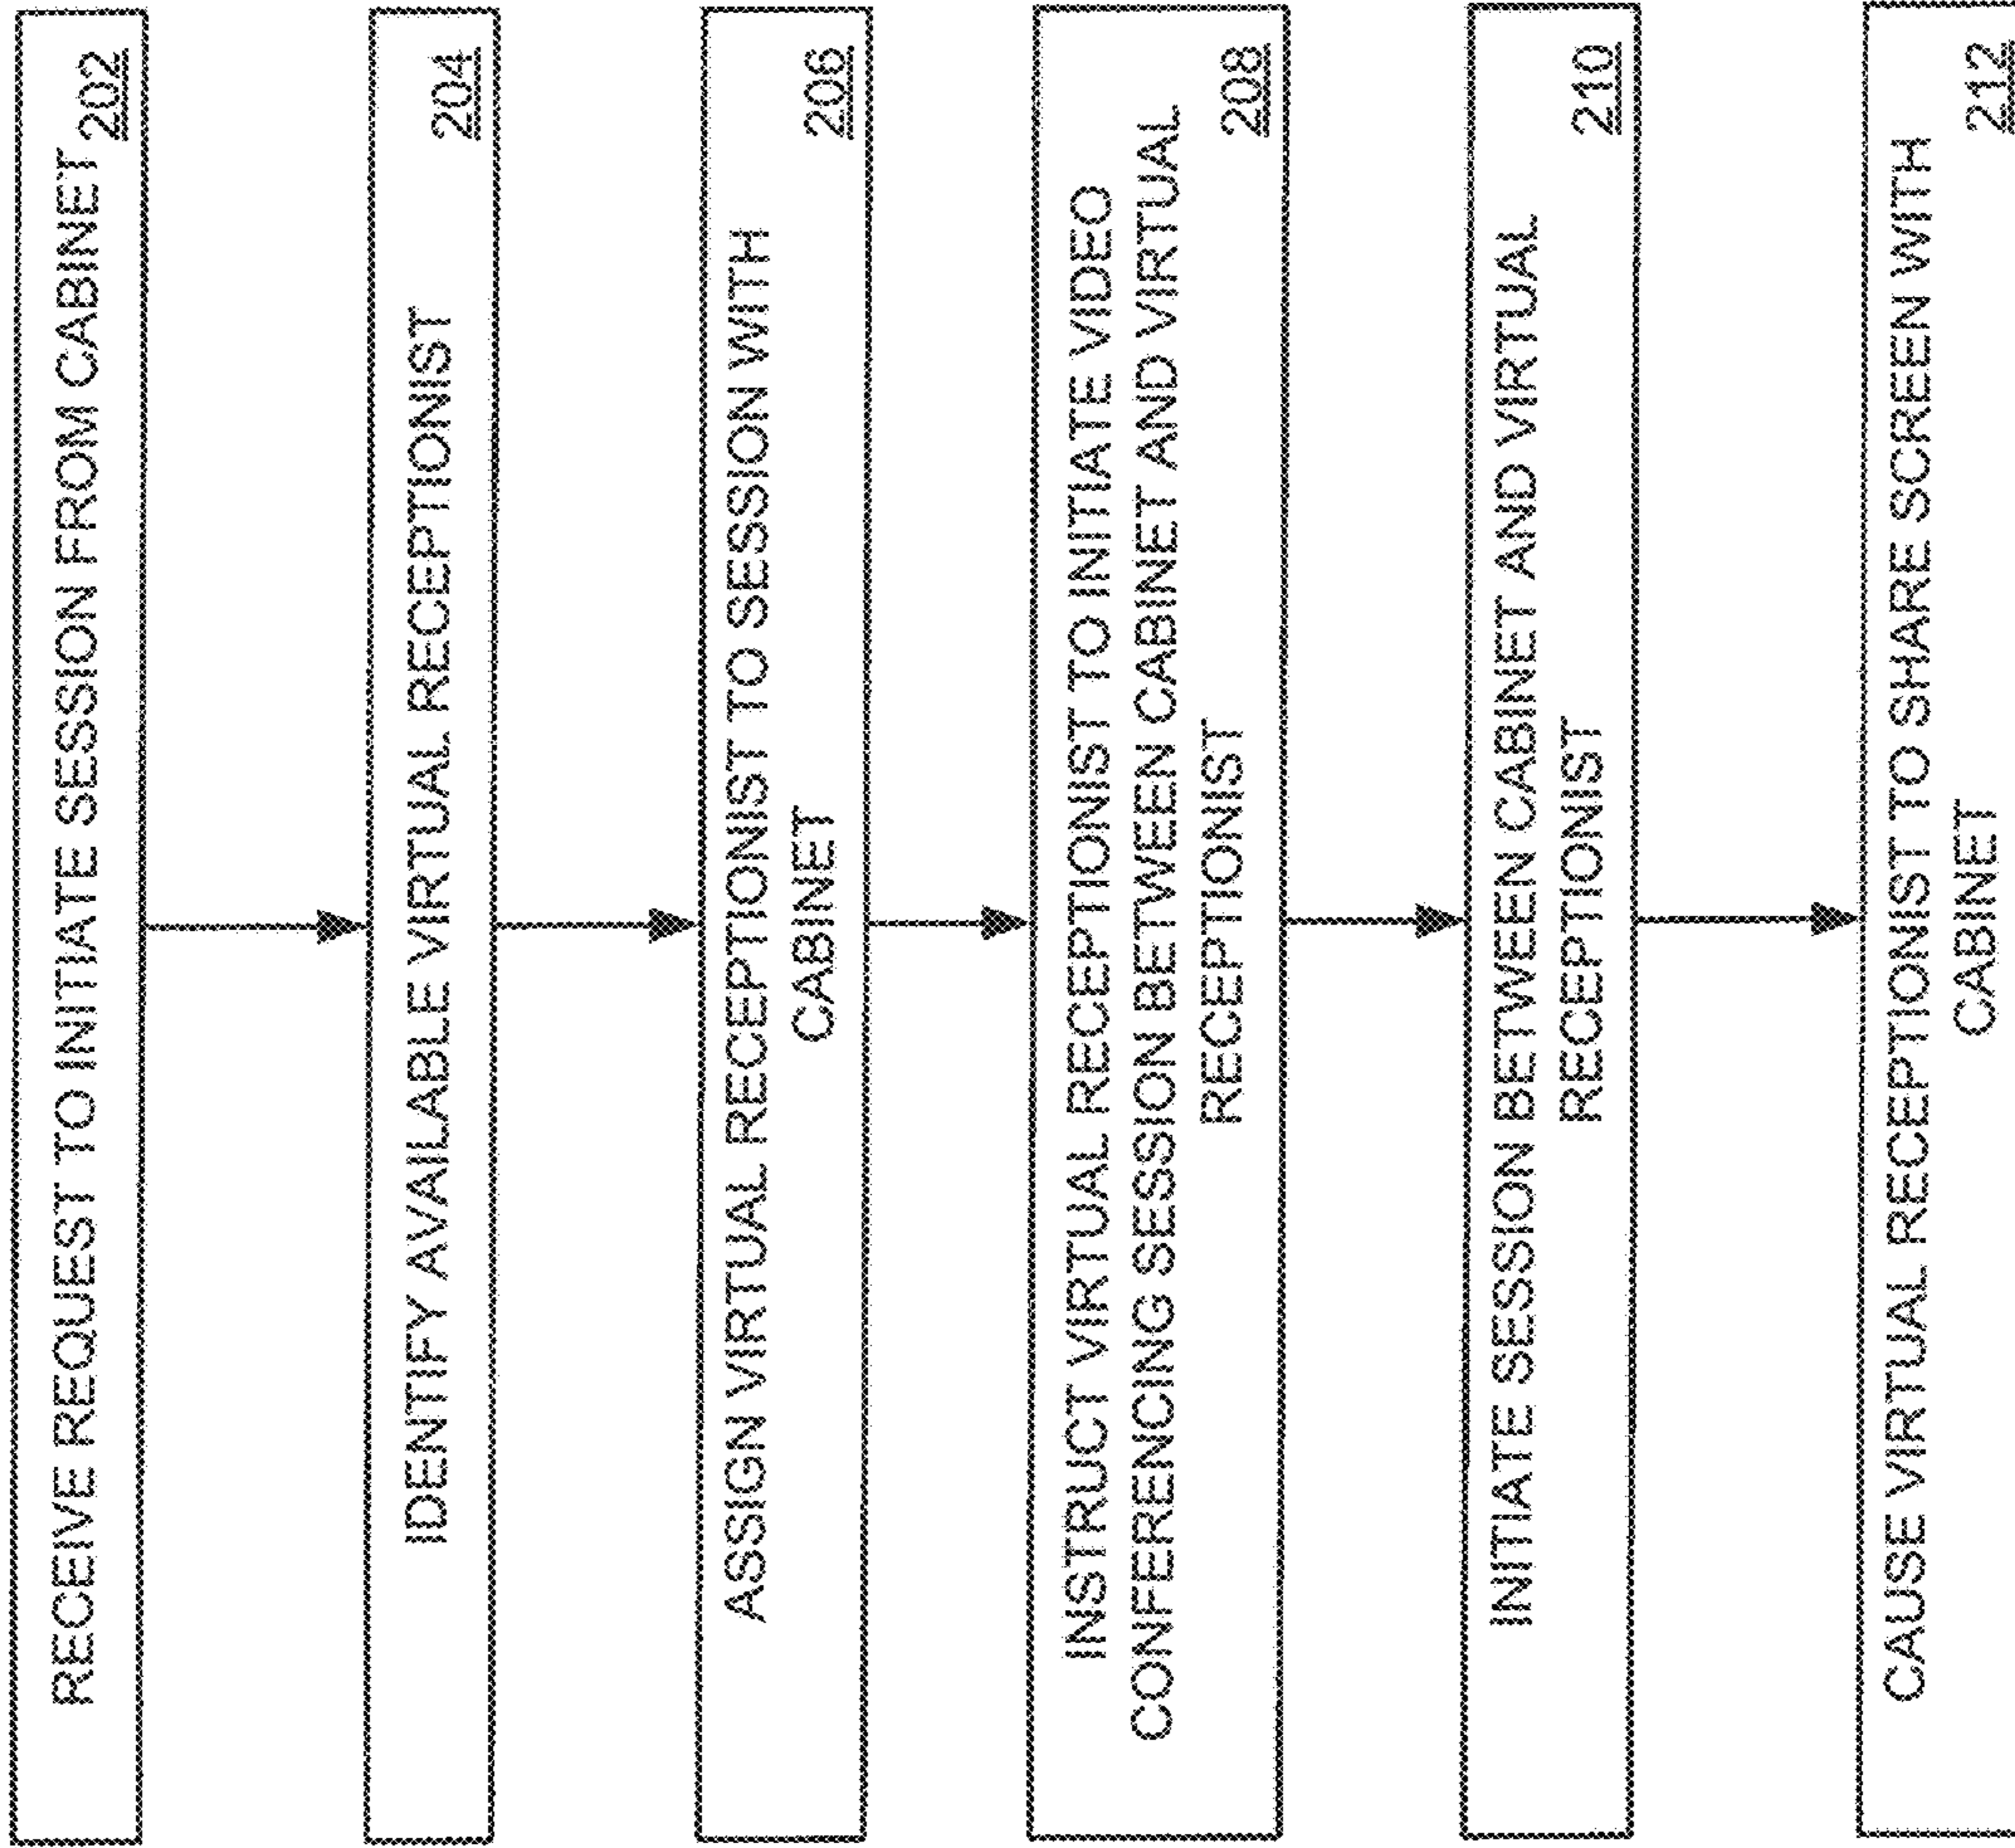 RECEIVE REQUEST TO INITIATE SESSION FROM CABINET
202
IDENTIFY AVAILABLE VIRTUAL RECEPTIONIST
204
ASSIGN VIRTUAL RECEPTIONIST TO SESSION WITH
CABINET
206
INSTRUCT VIRTUAL RECEPTIONIST TO INITIATE VIDEO
CONFERENCING SESSION BETWEEN CABINET AND VIRTUAL
RECEPTIONIST
208
INITIATE SESSION BETWEEN CABINET AND VIRTUAL
RECEPTIONIST
210
CAUSE VIRTUAL RECEPTIONIST TO SHARE SCREEN WITH
CABINET
212